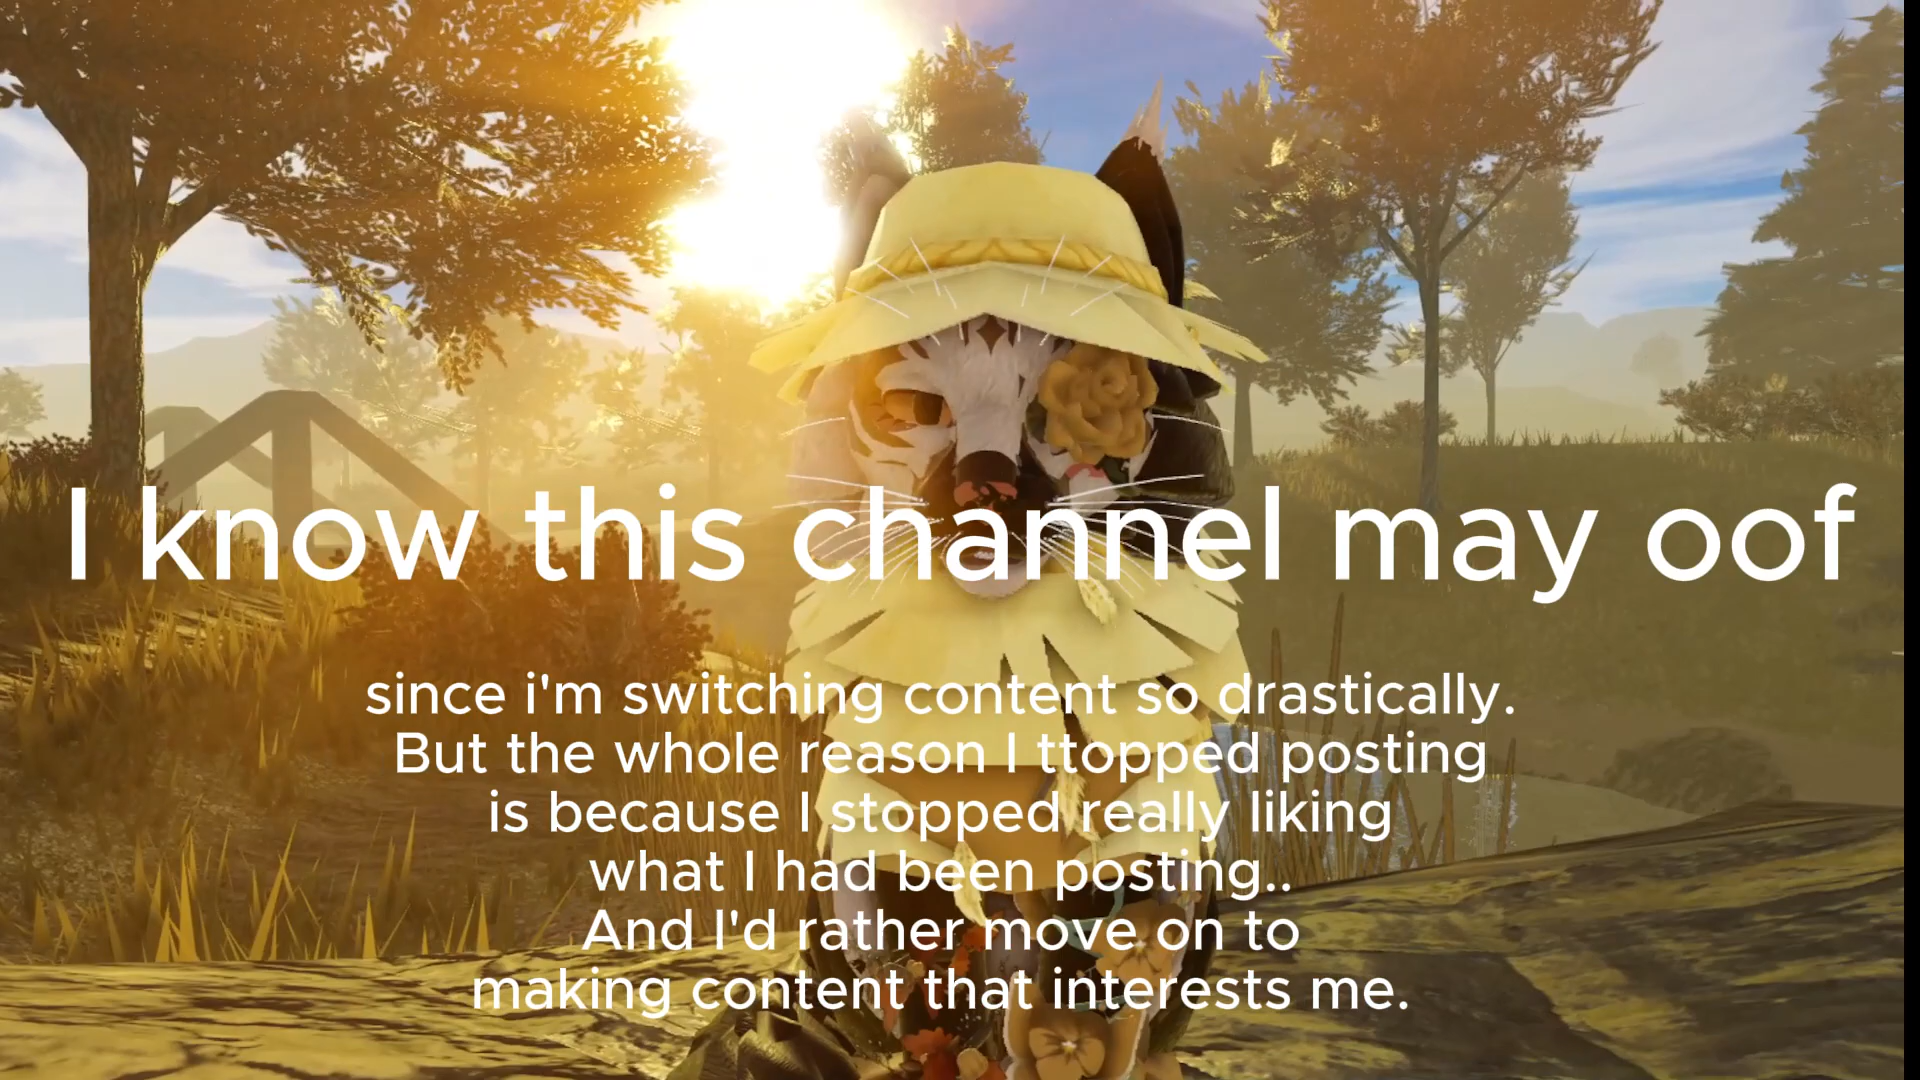 I know this channel may oof
since i'm switching content so drastically.
But the whole reason I ttopped posting
is because I stopped really liking
what I had been posting..
And I'd rather move on to
making content that interests me.